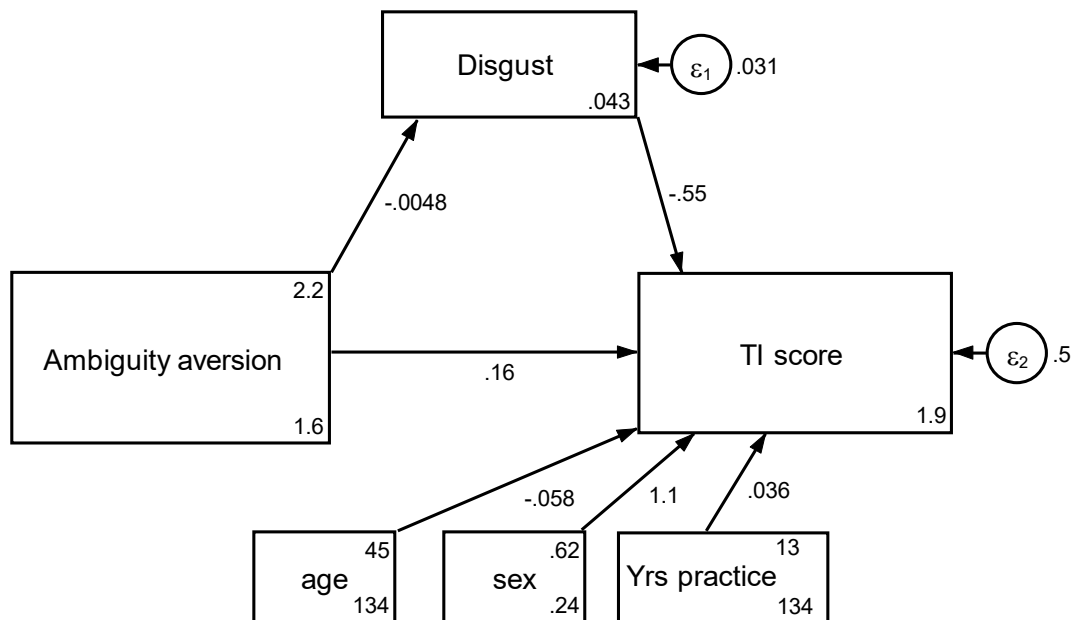 Disgust
.043
ε1
.031
-.0048
-.55
2.2
Ambiguity aversion
1.6
.16
TI score
1.9
ε2
.5
-.058
1.1
.036
45
age
134
.62
sex
.24
13
Yrs practice
134